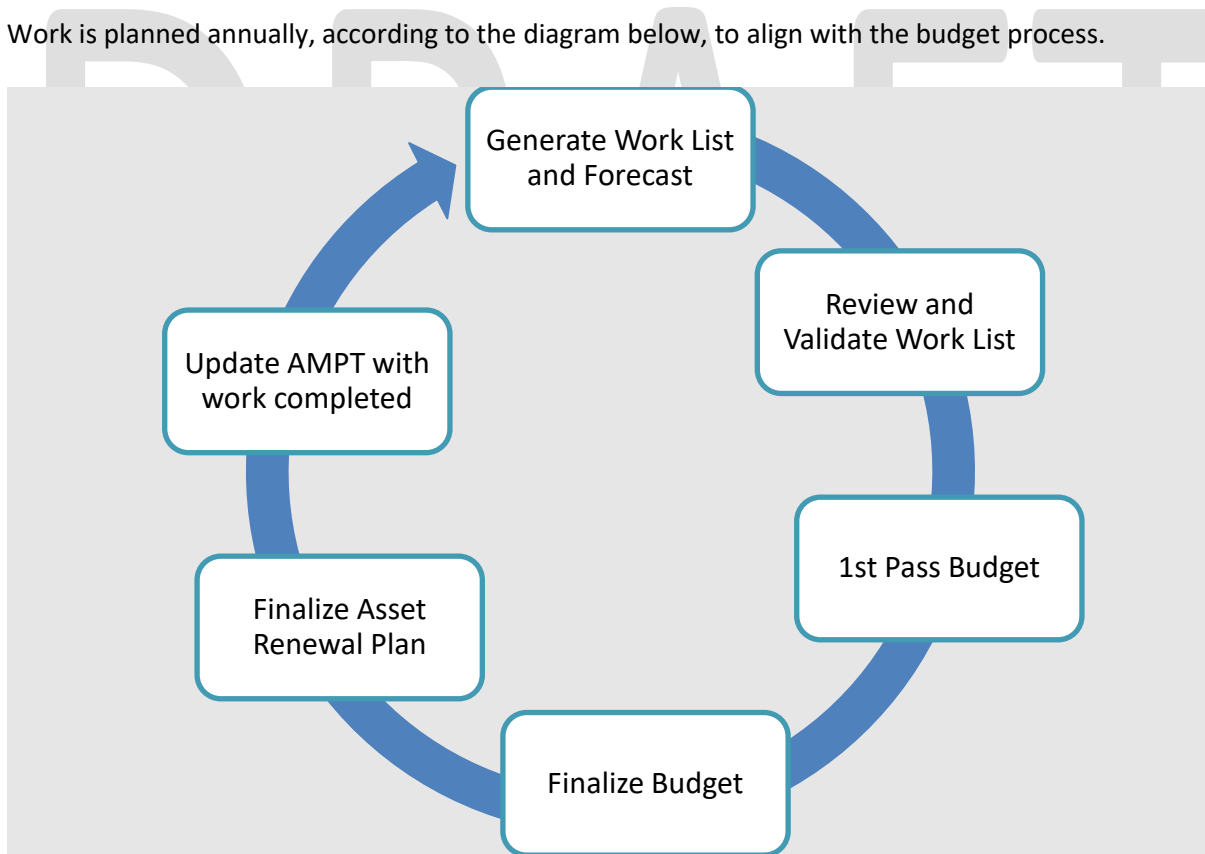 Work is planned annually, according to the diagram below, to align with the budget process.
DRAFT
Generate Work List
and Forecast
Review and
Validate Work List
1st Pass Budget
Finalize Budget
Finalize Asset
Renewal Plan
Update AMPT with
work completed